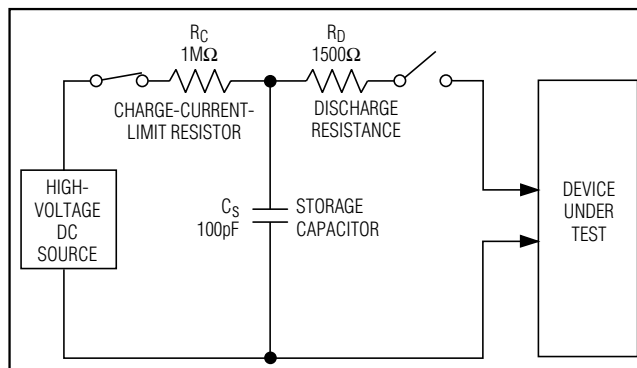 R_C
1MΩ
CHARGE-CURRENT-
LIMIT RESISTOR
R_D
1500Ω
DISCHARGE
RESISTANCE
HIGH-
VOLTAGE
DC
SOURCE
C_S
100pF
STORAGE
CAPACITOR
DEVICE
UNDER
TEST